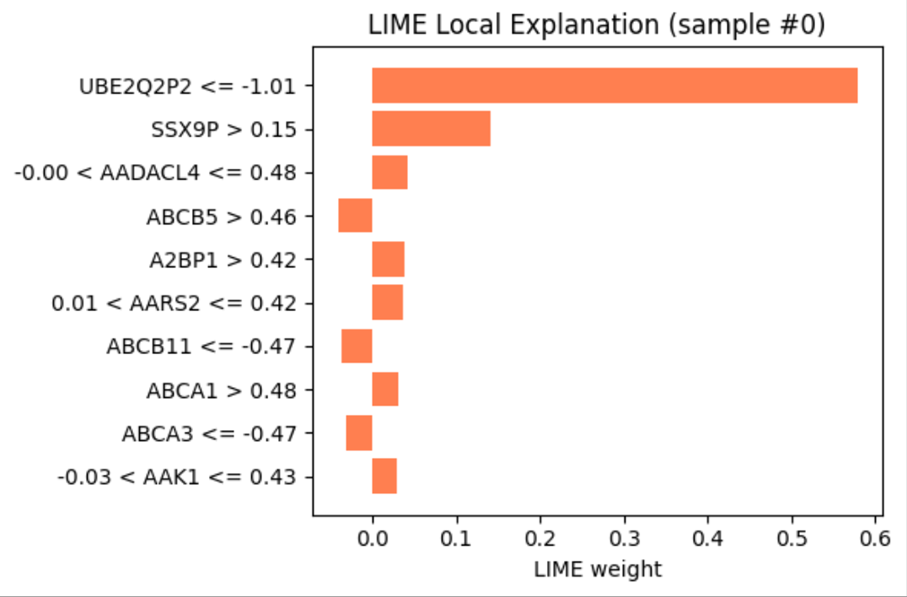 LIME Local Explanation (sample #0)
UBE2Q2P2 <= -1.01
SSX9P > 0.15
-0.00 < AADACL4 <= 0.48
ABCB5 > 0.46
A2BP1 > 0.42
0.01 < AARS2 <= 0.42
ABCB11 <= -0.47
ABCA1 > 0.48
ABCA3 <= -0.47
-0.03 < AAK1 <= 0.43
0.0 0.1 0.2 0.3 0.4 0.5 0.6
LIME weight